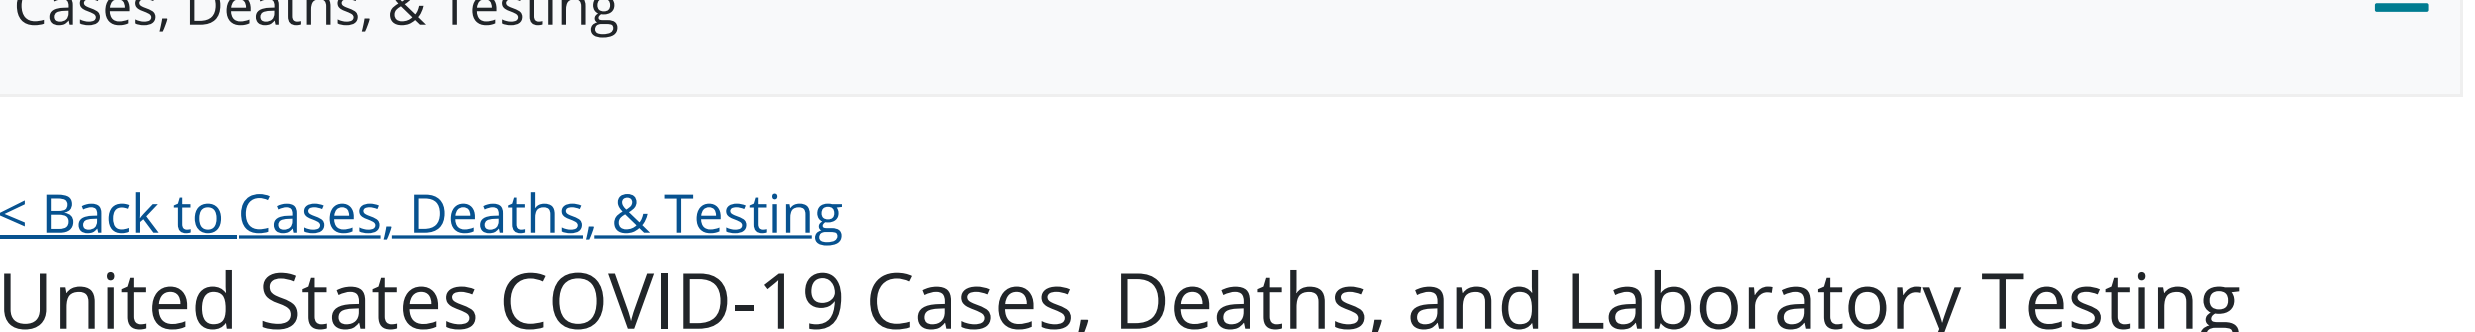 Cases, Deaths, & Testing
< Back to Cases, Deaths, & Testing
United States COVID-19 Cases, Deaths, and Laboratory Testing